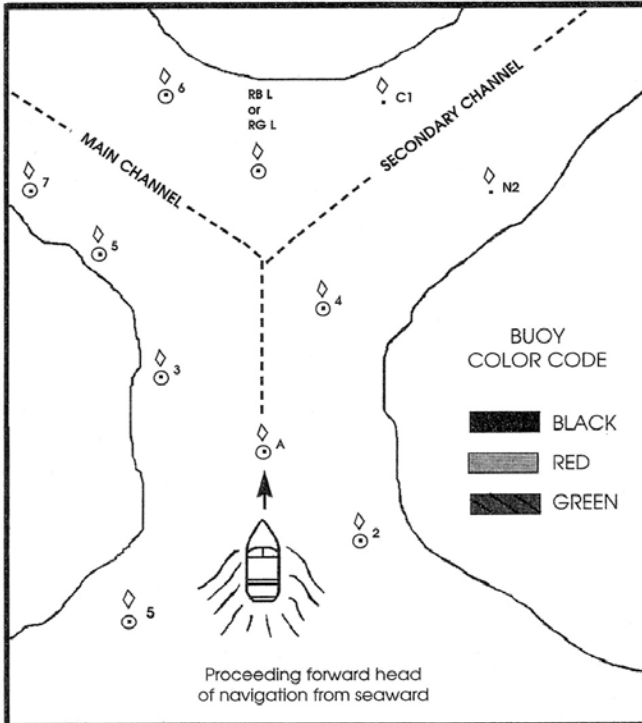 6
RB L
or
RG L
C1
MAIN CHANNEL
SECONDARY CHANNEL
7
N2
5
4
BUOY
COLOR CODE
3
BLACK
A
RED
GREEN
2
5
Proceeding forward head
of navigation from seaward